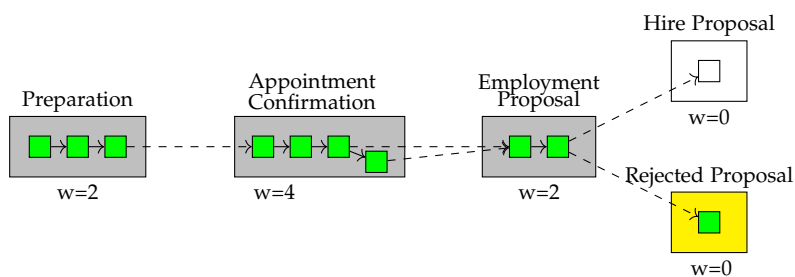 Hire Proposal
w=0
Preparation
w=2
Appointment
Confirmation
w=4
Employment
Proposal
w=2
Rejected Proposal
w=0